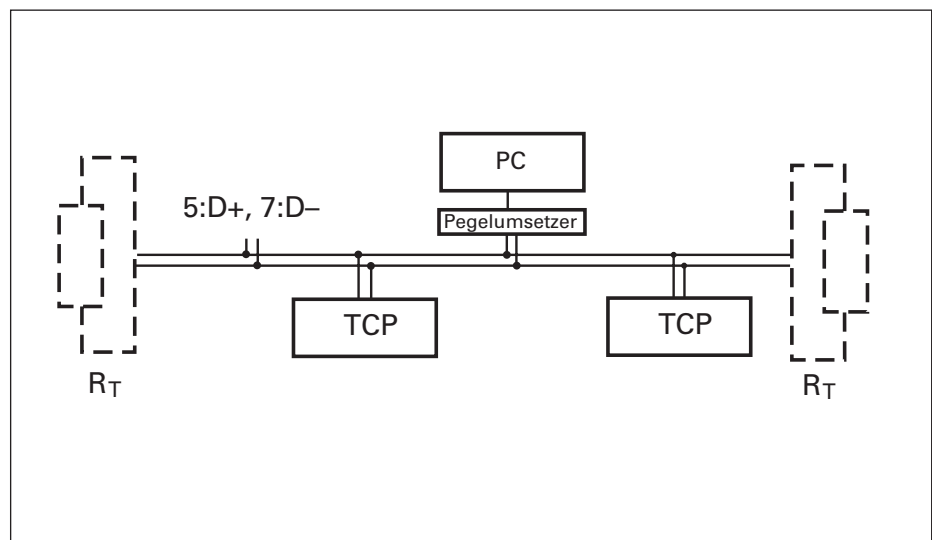 PC
5:D+, 7:D–
Pegelumsetzer
TCP
TCP
RT
RT